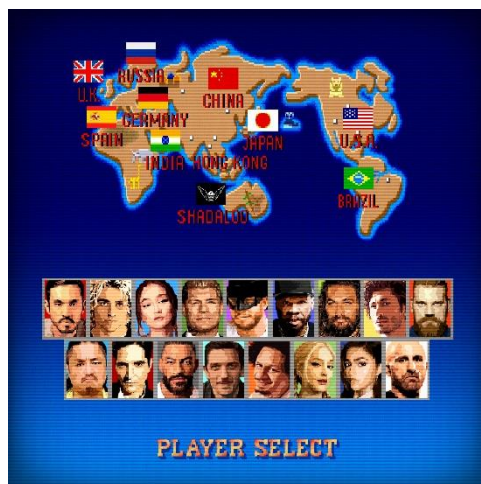 RUSSIA
U.K.
CHINA
GERMANY
SPAIN
JAPAN
U.S.A.
INDIA HONG KONG
BRAZIL
SHADALOO
PLAYER SELECT